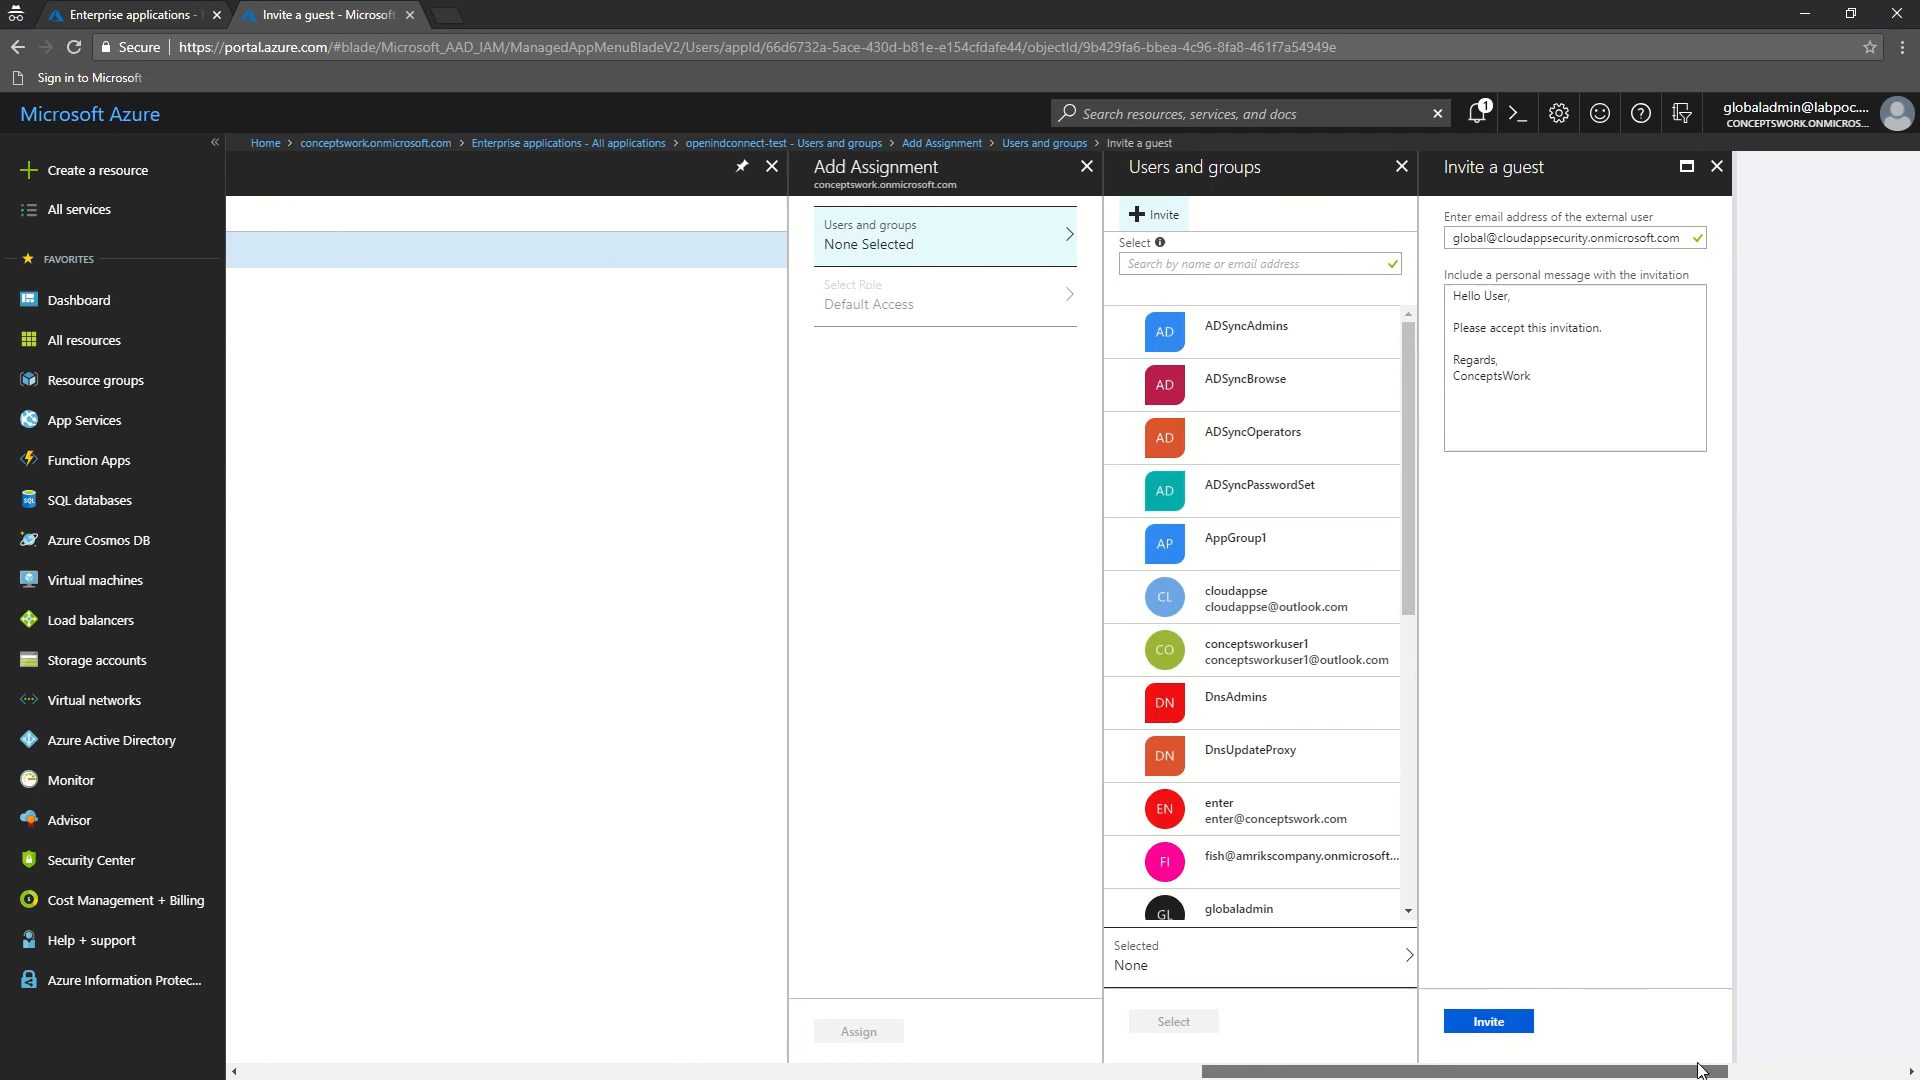 Enterprise applications -
Invite a guest - Microsoft
Secure
https://portal.azure.com/#blade/Microsoft_AAD_IAM/ManagedAppMenuBladeV2/Users/appId/66d6732a-5ace-430d-b81e-e154cfdafe44/objectId/9b429fa6-bbea-4c96-8fa8-461f7a54949e
Sign in to Microsoft
Microsoft Azure
Search resources, services, and docs
1
globaladmin@labpoc....
CONCEPTSWORK.ONMICROS...
Home > conceptswork.onmicrosoft.com > Enterprise applications - All applications > openindconnect-test - Users and groups > Add Assignment > Users and groups > Invite a guest
Create a resource
All services
FAVORITES
Dashboard
All resources
Resource groups
App Services
Function Apps
SQL databases
Azure Cosmos DB
Virtual machines
Load balancers
Storage accounts
Virtual networks
Azure Active Directory
Monitor
Advisor
Security Center
Cost Management + Billing
Help + support
Azure Information Protec...
Add Assignment
conceptswork.onmicrosoft.com
Users and groups
None Selected
Select Role
Default Access
Assign
Users and groups
Invite
Select
Search by name or email address
AD
ADSyncAdmins
AD
ADSyncBrowse
AD
ADSyncOperators
AD
ADSyncPasswordSet
AP
AppGroup1
CL
cloudappse
cloudappse@outlook.com
CO
conceptsworkuser1
conceptsworkuser1@outlook.com
DN
DnsAdmins
DN
DnsUpdateProxy
EN
enter
enter@conceptswork.com
FI
fish@amrikscompany.onmicrosoft...
GL
globaladmin
Selected
None
Select
Invite a guest
Enter email address of the external user
global@cloudappsecurity.onmicrosoft.com
Include a personal message with the invitation
Hello User,
Please accept this invitation.
Regards,
ConceptsWork
Invite